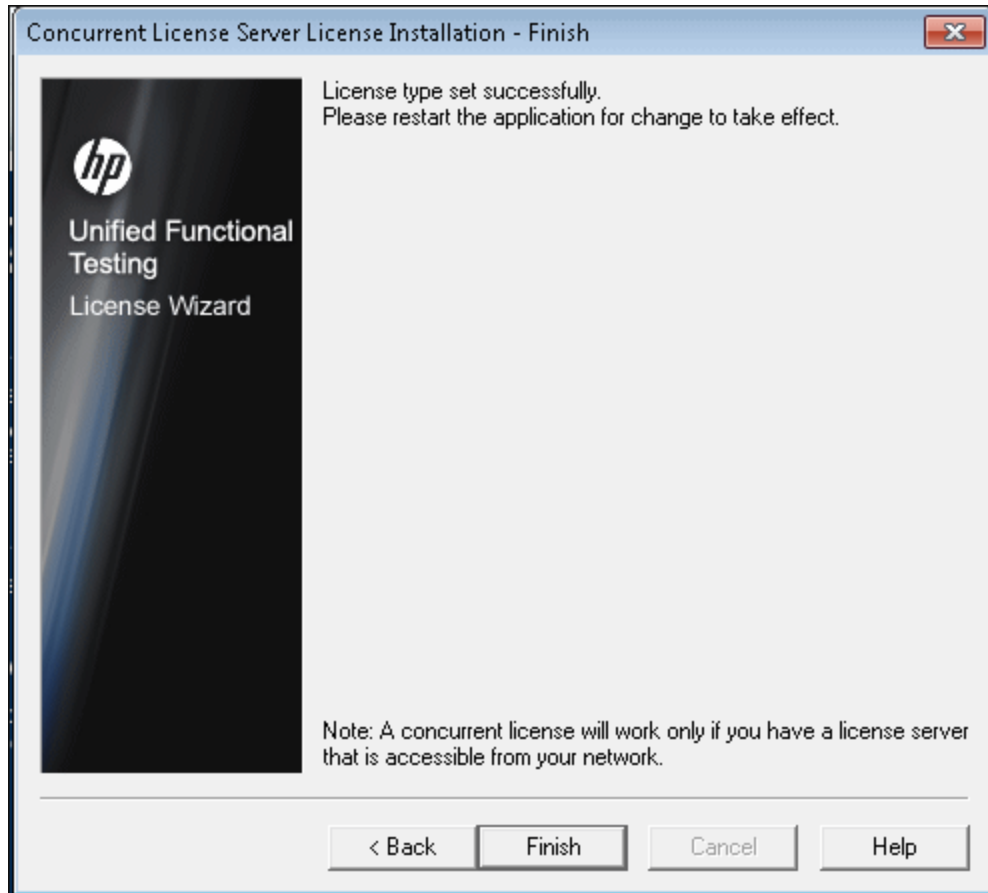 Concurrent License Server License Installation - Finish
License type set successfully.
Please restart the application for change to take effect.
hp
Unified Functional
Testing
License Wizard
Note: A concurrent license will work only if you have a license server
that is accessible from your network.
< Back
Finish
Cancel
Help